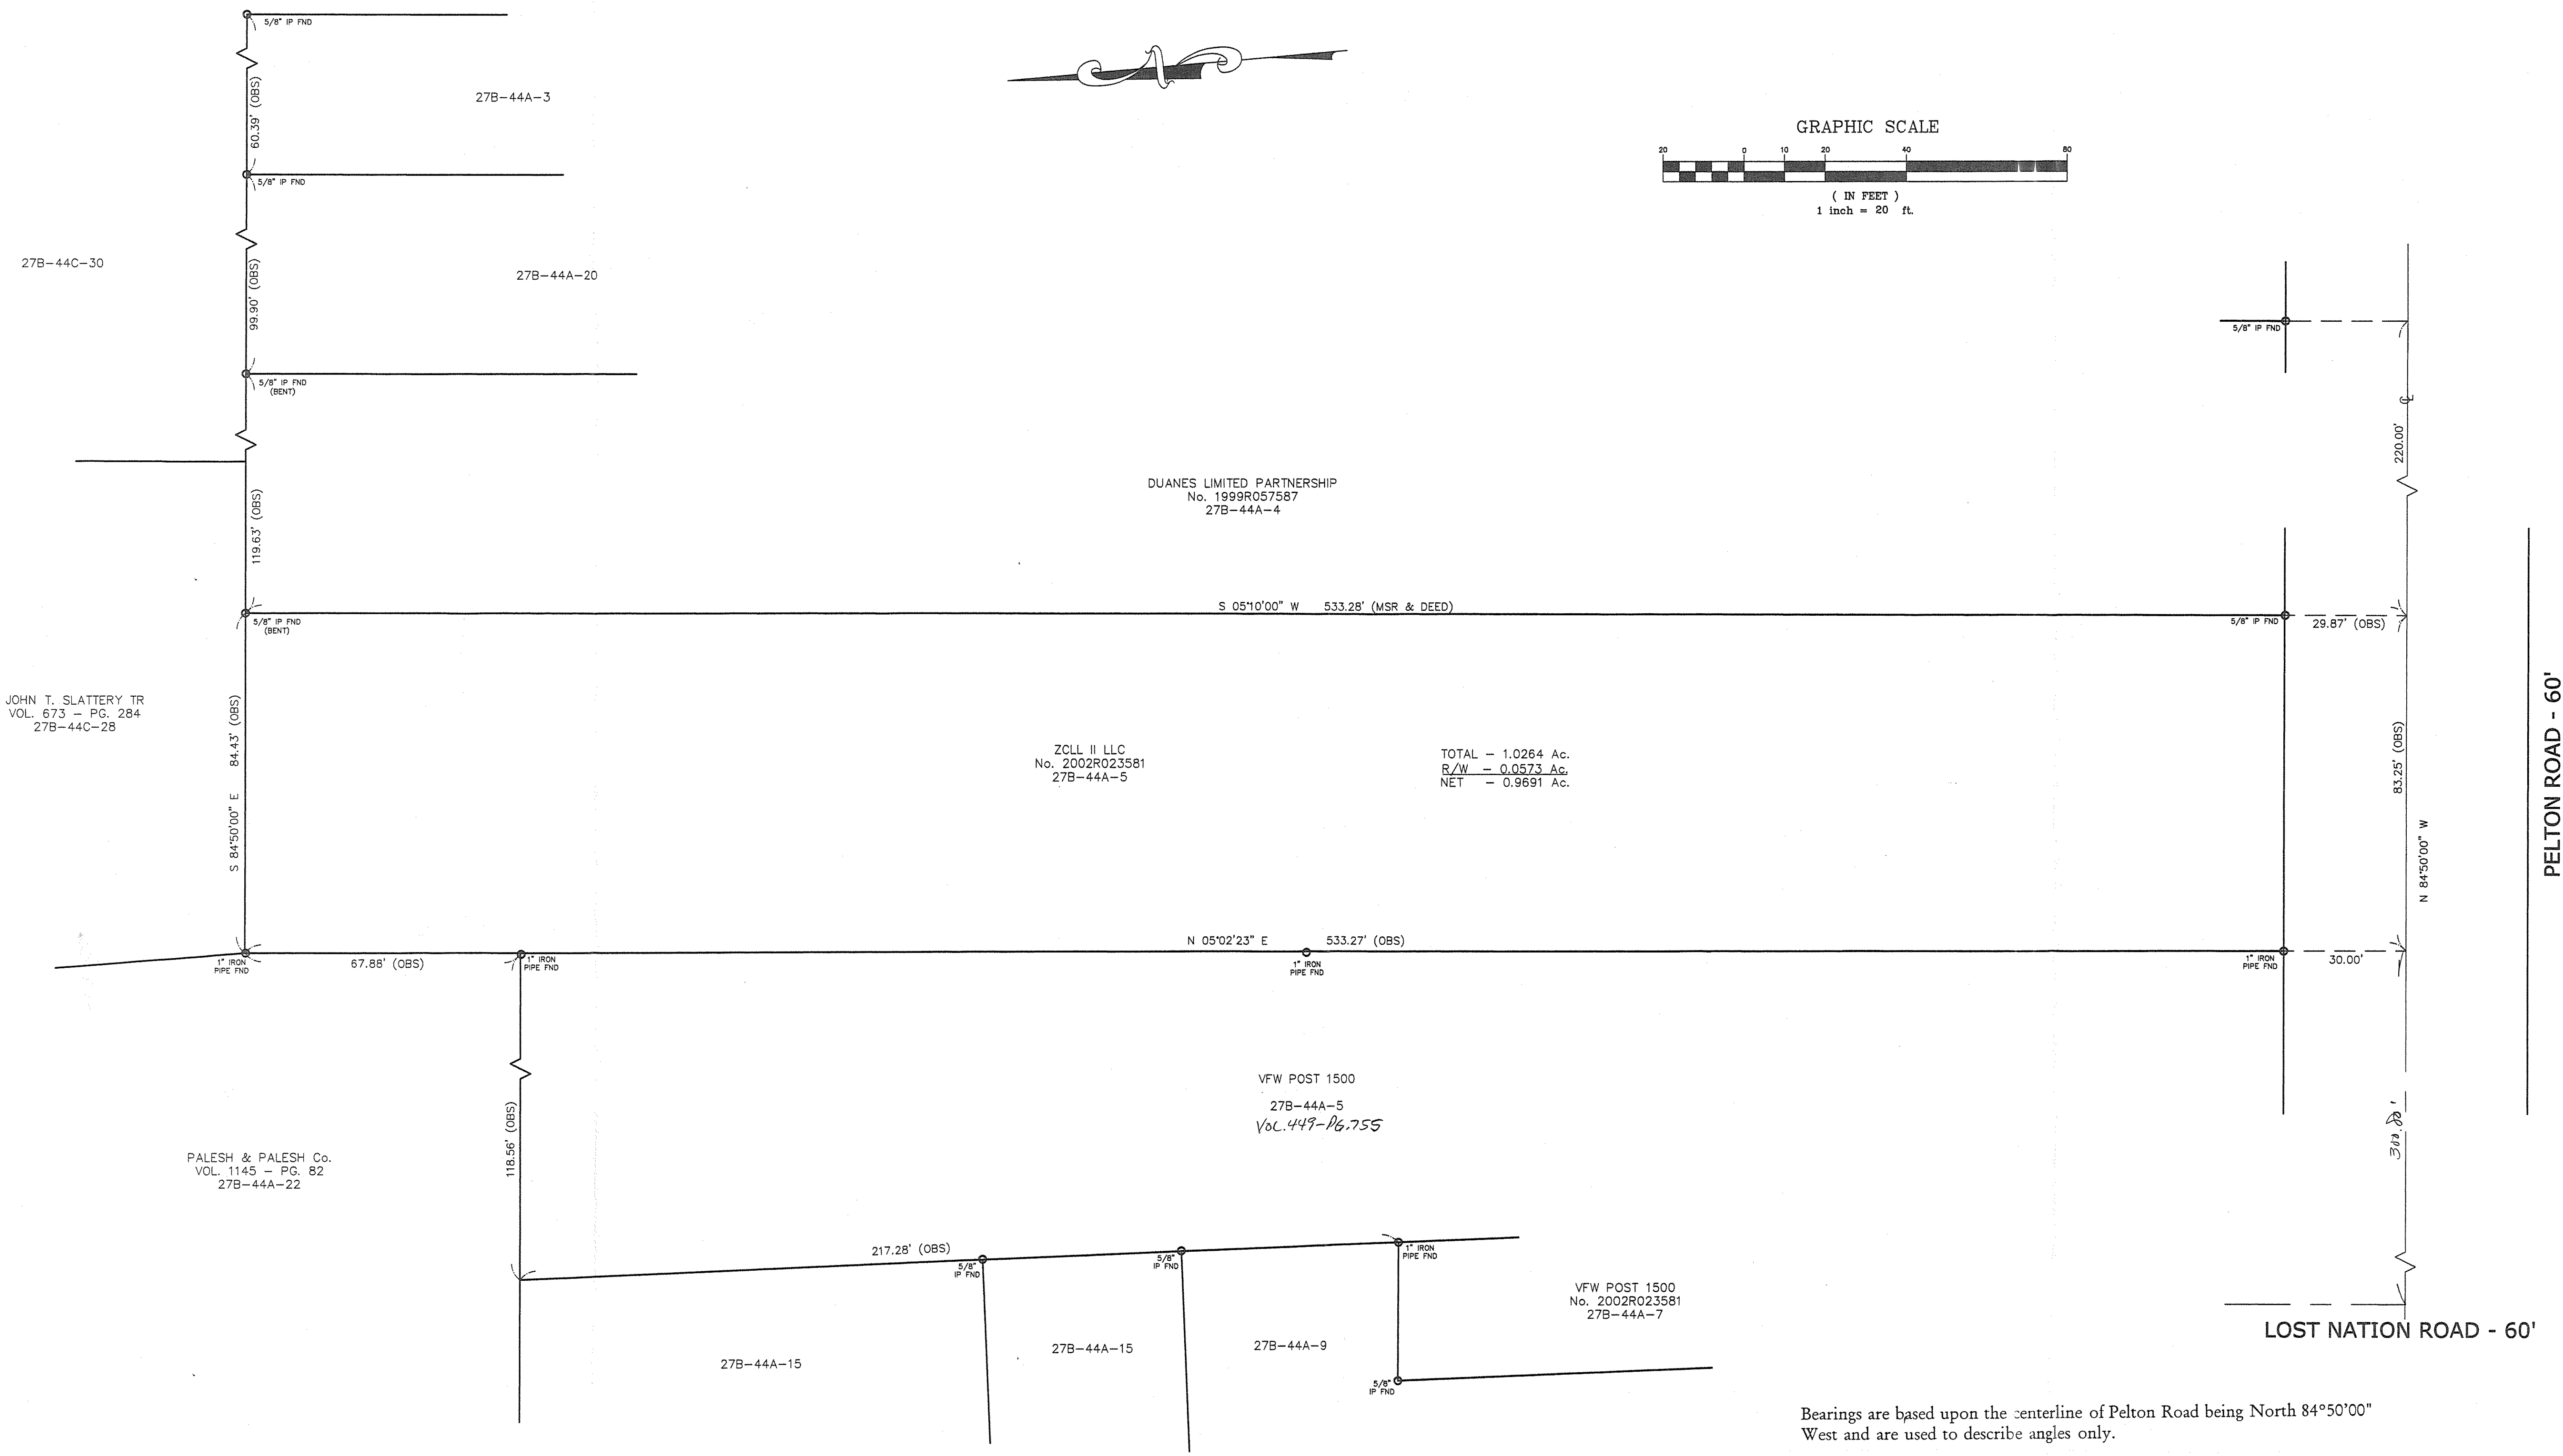 5/8" IP FND
60.39' (OBS)
27B-44A-3
N
GRAPHIC SCALE
20 0 10 20 40 80
( IN FEET )
1 inch = 20 ft.
5/8" IP FND
27B-44C-30
99.90' (OBS)
27B-44A-20
5/8" IP FND
5/8" IP FND
(BENT)
220.00'
119.63' (OBS)
DUANES LIMITED PARTNERSHIP
No. 1999R057587
27B-44A-4
S 05°10'00" W 533.28' (MSR & DEED)
5/8" IP FND
(BENT)
5/8" IP FND
29.87' (OBS)
JOHN T. SLATTERY TR
VOL. 673 – PG. 284
27B-44C-28
S 84°50'00" E 84.43' (OBS)
ZCLL II LLC
No. 2002R023581
27B-44A-5
TOTAL – 1.0264 Ac.
R/W – 0.0573 Ac.
NET – 0.9691 Ac.
83.25' (OBS)
N 84°50'00" W
PELTON ROAD - 60'
N 05°02'23" E 533.27' (OBS)
1" IRON
PIPE FND
67.88' (OBS)
1" IRON
PIPE FND
1" IRON
PIPE FND
1" IRON
PIPE FND
30.00'
118.56' (OBS)
VFW POST 1500
27B-44A-5
VOL.449-PG.755
PALESH & PALESH Co.
VOL. 1145 – PG. 82
27B-44A-22
217.28' (OBS)
5/8"
IP FND
5/8"
IP FND
1" IRON
PIPE FND
VFW POST 1500
No. 2002R023581
27B-44A-7
LOST NATION ROAD - 60'
27B-44A-15
27B-44A-15
27B-44A-9
5/8"
IP FND
Bearings are based upon the centerline of Pelton Road being North 84°50'00"
West and are used to describe angles only.